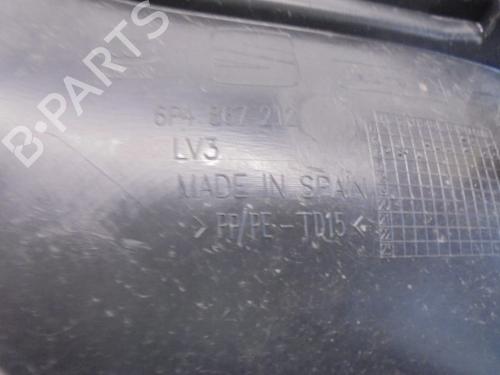 B-PARTS
6P4 867 212
LV3
MADE IN SPAIN
> PP/PE-TD15 <